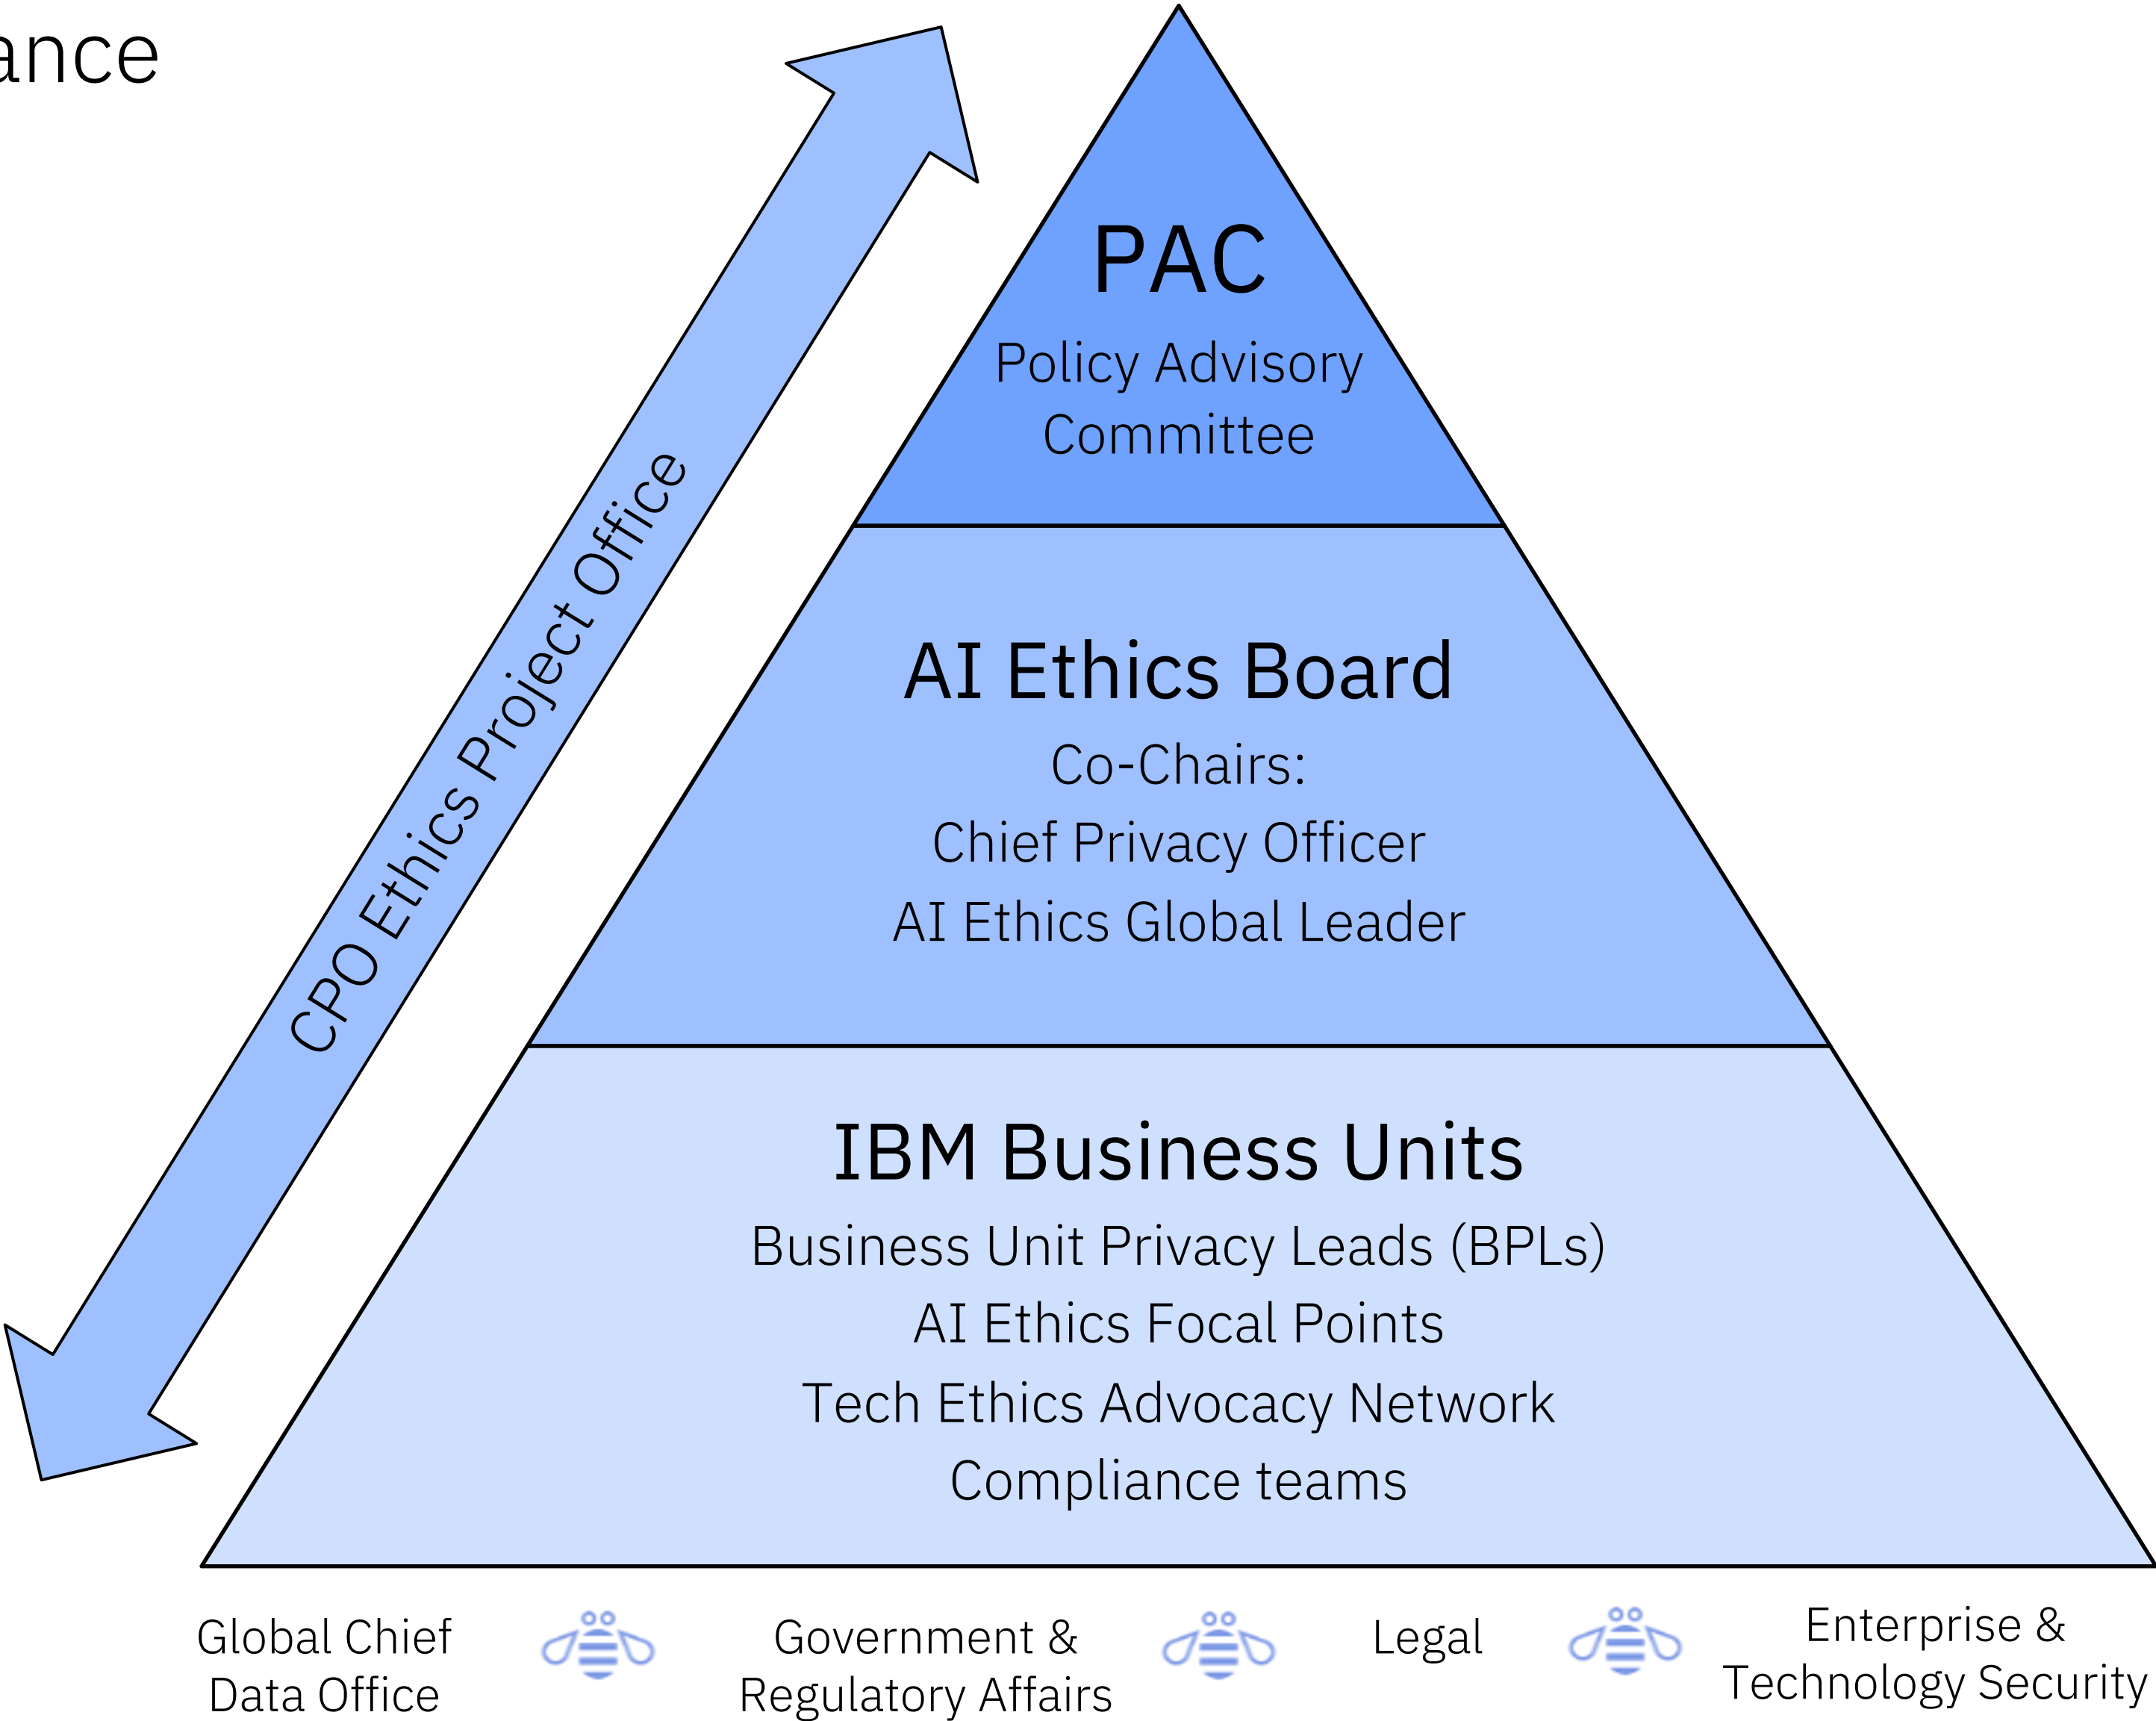 ance
CPO Ethics Project Office
PAC
Policy Advisory
Committee
AI Ethics Board
Co-Chairs:
Chief Privacy Officer
AI Ethics Global Leader
IBM Business Units
Business Unit Privacy Leads (BPLs)
AI Ethics Focal Points
Tech Ethics Advocacy Network
Compliance teams
Global Chief
Data Office
Government &
Regulatory Affairs
Legal
Enterprise &
Technology Security